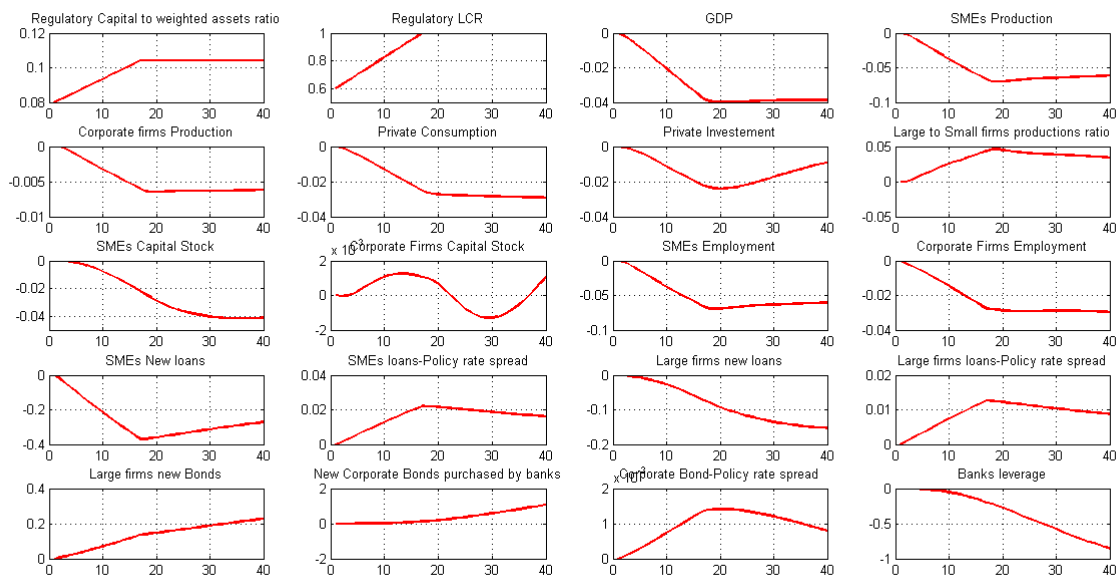 Regulatory Capital to weighted assets ratio
0.12
0.1
0.08
0 10 20 30 40
Regulatory LCR
1
0.8
0.6
0 10 20 30 40
GDP
0
-0.02
-0.04
0 10 20 30 40
SMEs Production
0
-0.05
-0.1
0 10 20 30 40
Corporate firms Production
0
-0.005
-0.01
0 10 20 30 40
Private Consumption
0
-0.02
-0.04
0 10 20 30 40
Private Investement
0
-0.02
-0.04
0 10 20 30 40
Large to Small firms productions ratio
0.05
0
-0.05
0 10 20 30 40
SMEs Capital Stock
0
-0.02
-0.04
0 10 20 30 40
x 10
Corporate Firms Capital Stock
2
0
-2
0 10 20 30 40
SMEs Employment
0
-0.05
-0.1
0 10 20 30 40
Corporate Firms Employment
0
-0.02
-0.04
0 10 20 30 40
SMEs New loans
0
-0.2
-0.4
0 10 20 30 40
SMEs loans-Policy rate spread
0.04
0.02
0
0 10 20 30 40
Large firms new loans
0
-0.1
-0.2
0 10 20 30 40
Large firms loans-Policy rate spread
0.02
0.01
0
0 10 20 30 40
Large firms new Bonds
0.4
0.2
0
0 10 20 30 40
New Corporate Bonds purchased by banks
2
0
-2
0 10 20 30 40
x 10
Corporate Bond-Policy rate spread
2
1
0
0 10 20 30 40
Banks leverage
0
-0.5
-1
0 10 20 30 40